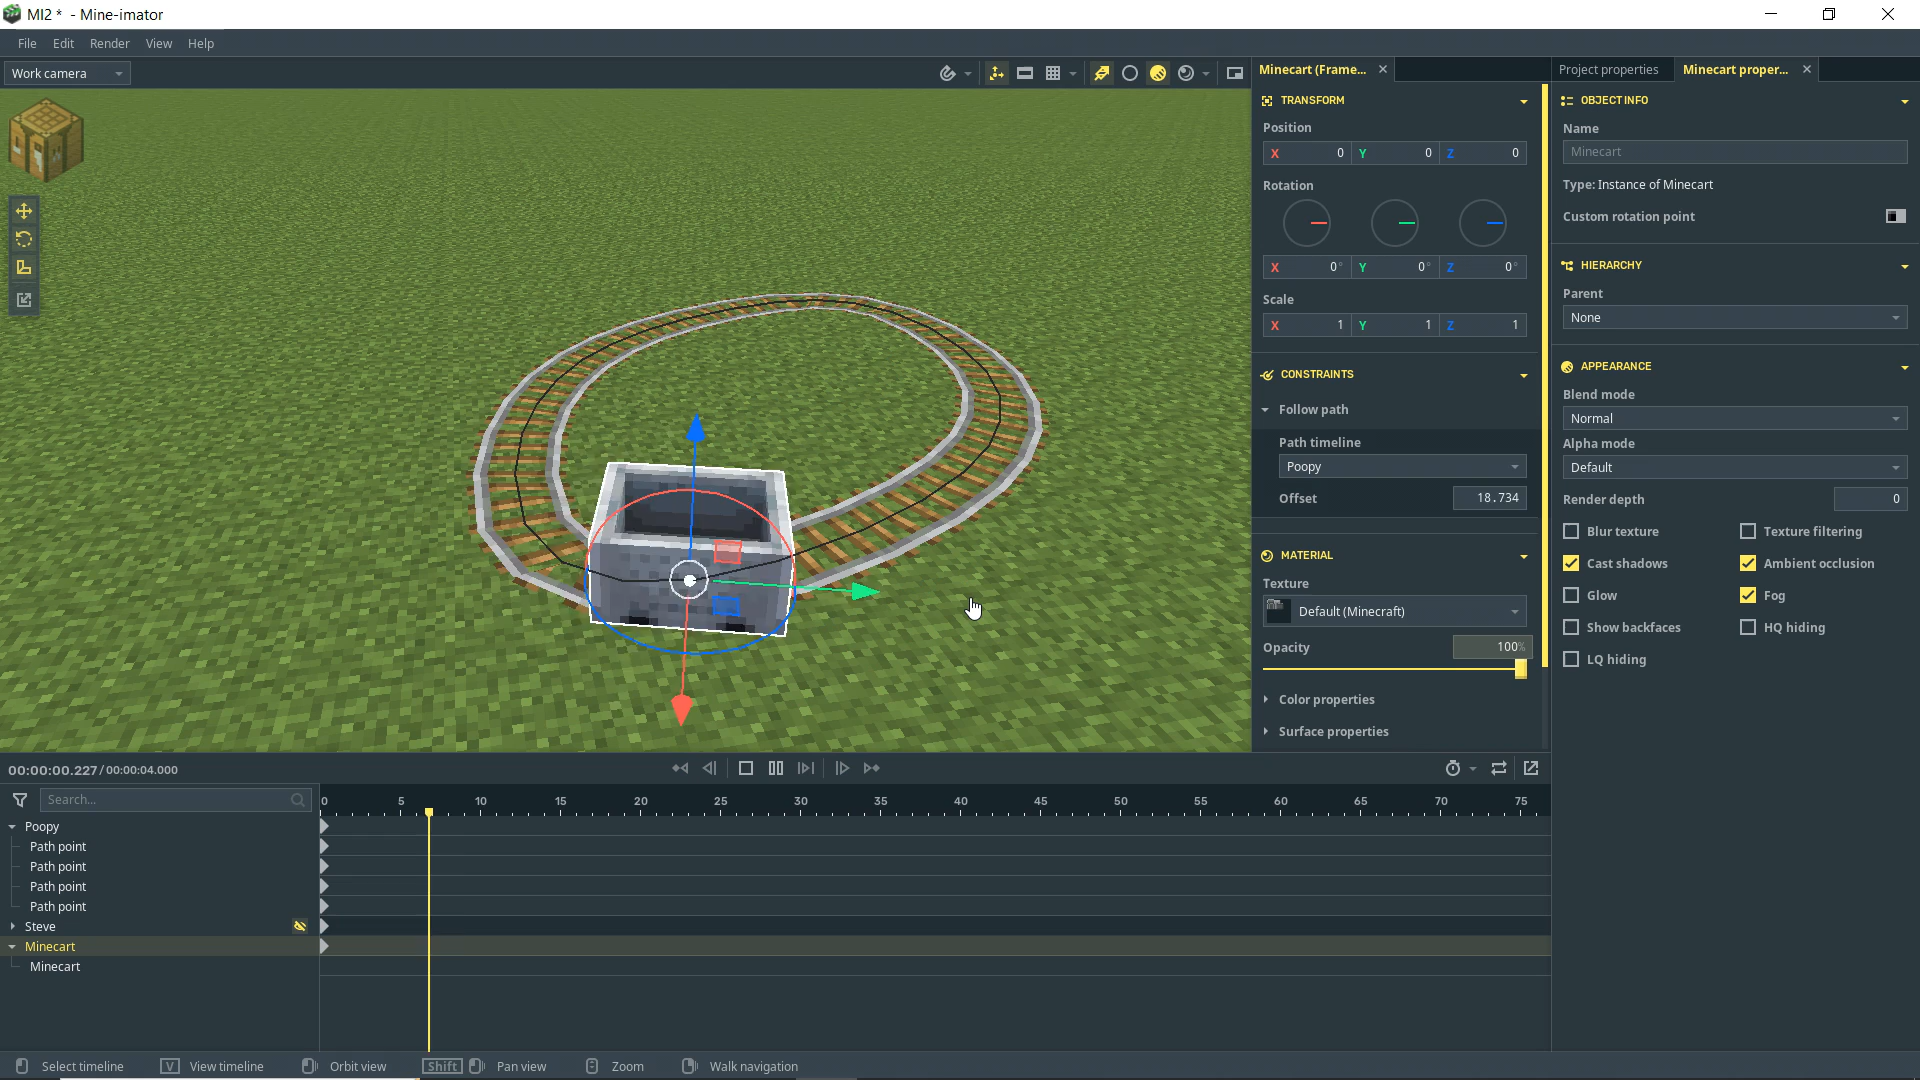 MI2 * - Mine-imator
File Edit Render View Help
Work camera
Minecart (Frame...
TRANSFORM
Position
X 0 Y 0 Z 0
Rotation
X 0° Y 0° Z 0°
Scale
X 1 Y 1 Z 1
CONSTRAINTS
Follow path
Path timeline
Poopy
Offset 18.734
MATERIAL
Texture
Default (Minecraft)
Opacity 100%
Color properties
Surface properties
Project properties Minecart proper...
OBJECT INFO
Name
Minecart
Type: Instance of Minecart
Custom rotation point
HIERARCHY
Parent
None
APPEARANCE
Blend mode
Normal
Alpha mode
Default
Render depth 0
Blur texture Texture filtering
Cast shadows Ambient occlusion
Glow Fog
Show backfaces HQ hiding
LQ hiding
00:00:00.227 / 00:00:04.000
Search...
0 5 10 15 20 25 30 35 40 45 50 55 60 65 70 75
Poopy
Path point
Path point
Path point
Path point
Steve
Minecart
Minecart
Select timeline V View timeline Orbit view Shift Pan view Zoom Walk navigation